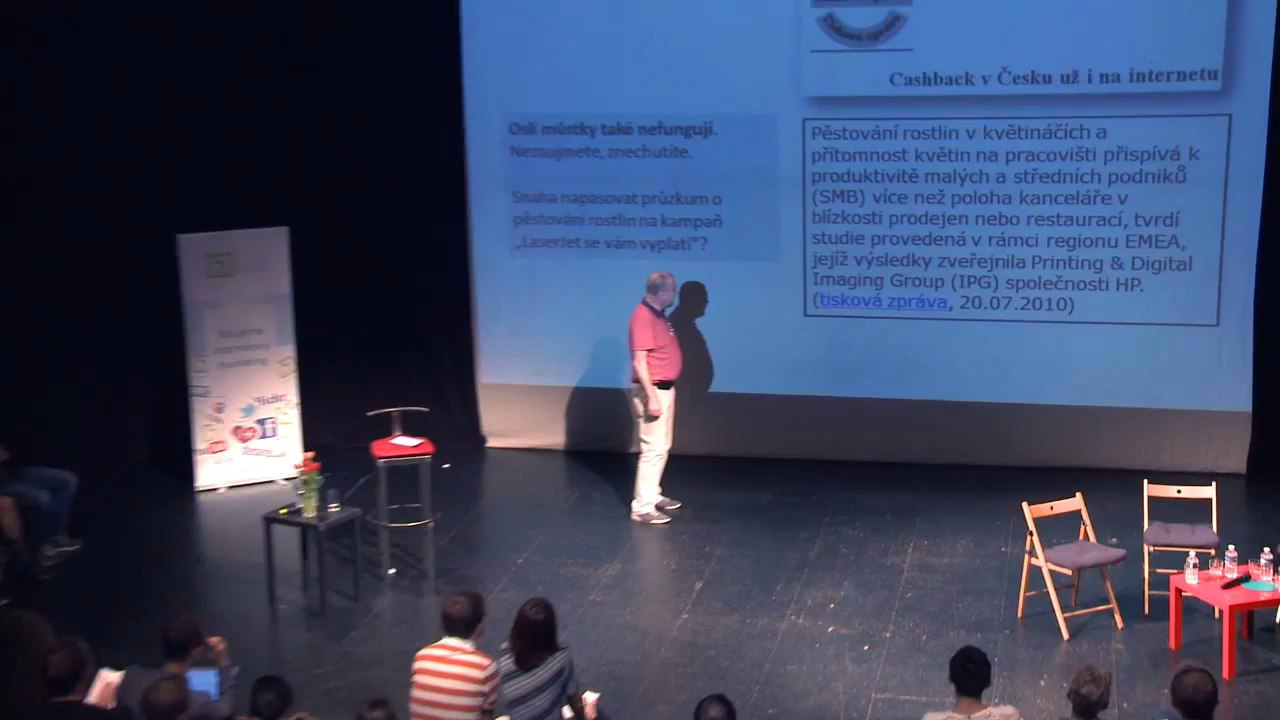 Cashback v Česku už i na internetu
Oslí můstky také nefungují.
Nezaujmete, znechutíte.
Snaha napasovat průzkum o
pěstování rostlin na kampaň
„LaserJet se vám vyplatí"?
Pěstování rostlin v květináčích a
přítomnost květin na pracovišti přispívá k
produktivitě malých a středních podniků
(SMB) více než poloha kanceláře v
blízkosti prodejen nebo restaurací, tvrdí
studie provedená v rámci regionu EMEA,
jejíž výsledky zveřejnila Printing & Digital
Imaging Group (IPG) společnosti HP.
(tisková zpráva, 20.07.2010)
marketing